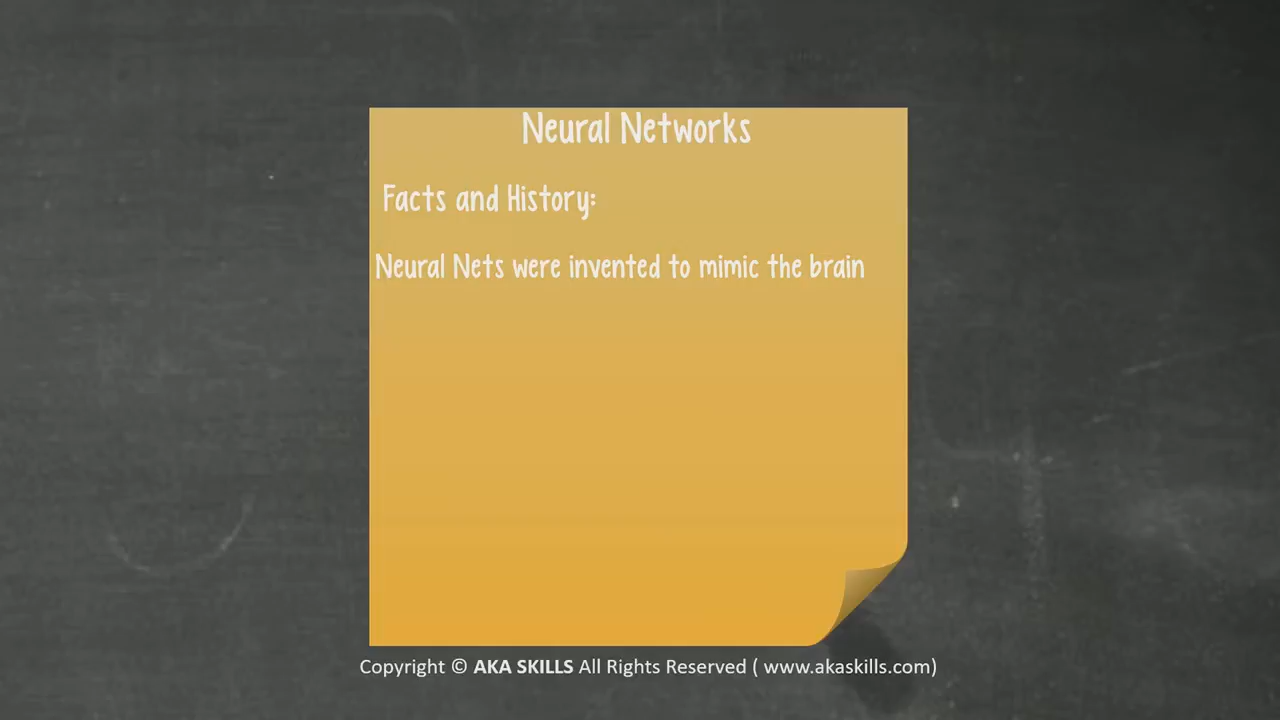 Neural Networks
Facts and History:
Neural Nets were invented to mimic the brain
Copyright © AKA SKILLS All Rights Reserved ( www.akaskills.com)